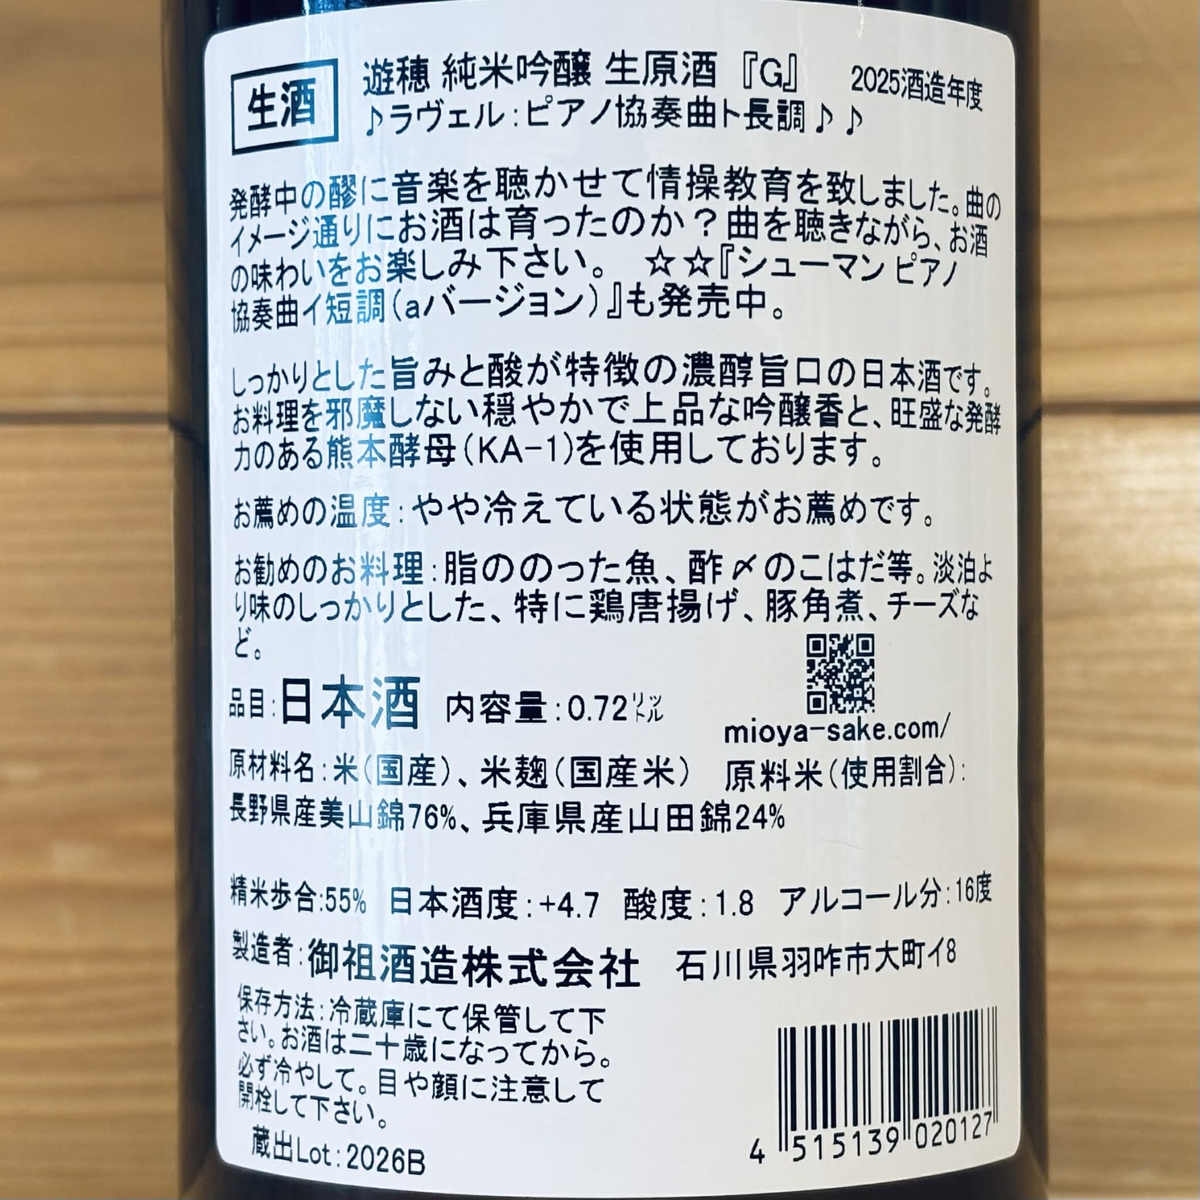 生酒
遊穂 純米吟醸 生原酒 『G』 2025酒造年度
♪ラヴェル：ピアノ協奏曲ト長調♪♪
発酵中の醪に音楽を聴かせて情操教育を致しました。曲の
イメージ通りにお酒は育ったのか？曲を聴きながら、お酒
の味わいをお楽しみ下さい。 ☆☆『シューマン ピアノ
協奏曲イ短調（aバージョン）』も発売中。
しっかりとした旨みと酸が特徴の濃醇旨口の日本酒です。
お料理を邪魔しない穏やかで上品な吟醸香と、旺盛な発酵
力のある熊本酵母（KA-1）を使用しております。
お薦めの温度：やや冷えている状態がお薦めです。
お勧めのお料理：脂ののった魚、酢〆のこはだ等。淡泊よ
り味のしっかりとした、特に鶏唐揚げ、豚角煮、チーズな
ど。
品目：日本酒 内容量：0.72㍑
mioya-sake.com/
原材料名：米（国産）、米麹（国産米） 原料米（使用割合）：
長野県産美山錦76％、兵庫県産山田錦24％
精米歩合：55％ 日本酒度：+4.7 酸度：1.8 アルコール分：16度
製造者：御祖酒造株式会社 石川県羽咋市大町イ8
保存方法：冷蔵庫にて保管して下
さい。お酒は二十歳になってから。
必ず冷やして。目や顔に注意して
開栓して下さい。
蔵出Lot：2026B
4 515139 020127